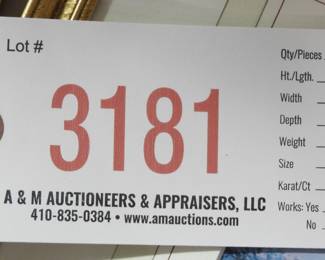 Lot #
3181
A & M AUCTIONEERS & APPRAISERS, LLC
410-835-0384 • www.amauctions.com
Qty/Pieces
Ht./Lgth.
Width
Depth
Weight
Size
Karat/Ct
Works: Yes
No